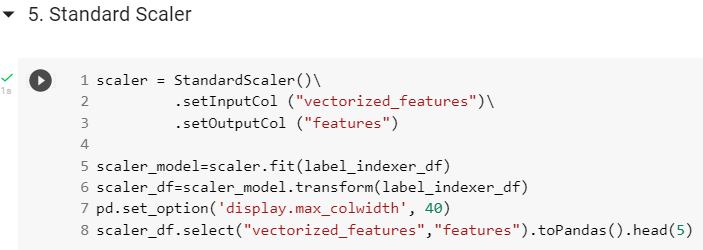 5. Standard Scaler
1s
1 scaler = StandardScaler()\
2 .setInputCol ("vectorized_features")\
3 .setOutputCol ("features")
4
5 scaler_model=scaler.fit(label_indexer_df)
6 scaler_df=scaler_model.transform(label_indexer_df)
7 pd.set_option('display.max_colwidth', 40)
8 scaler_df.select("vectorized_features","features").toPandas().head(5)